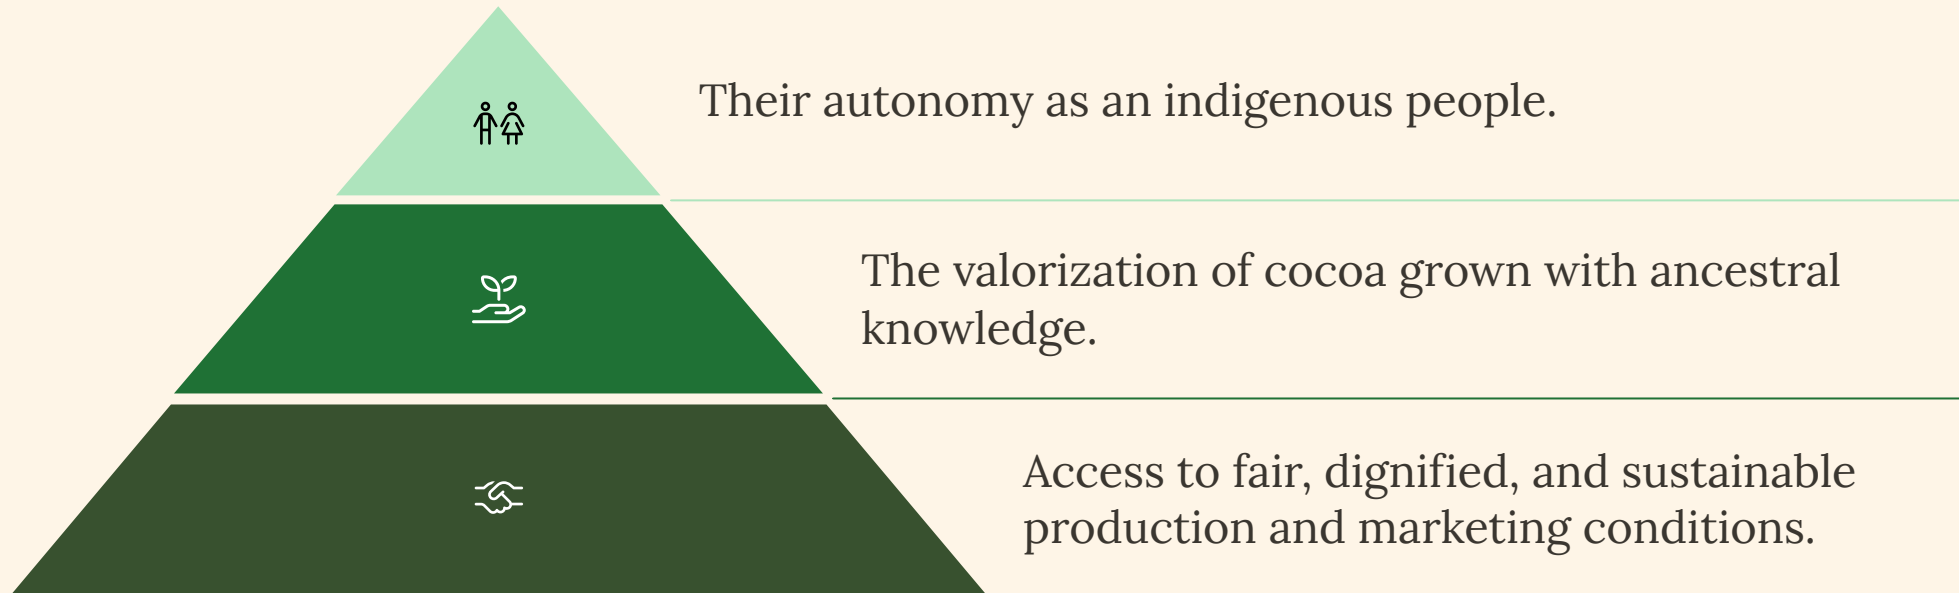 Their autonomy as an indigenous people.
The valorization of cocoa grown with ancestral
knowledge.
Access to fair, dignified, and sustainable
production and marketing conditions.